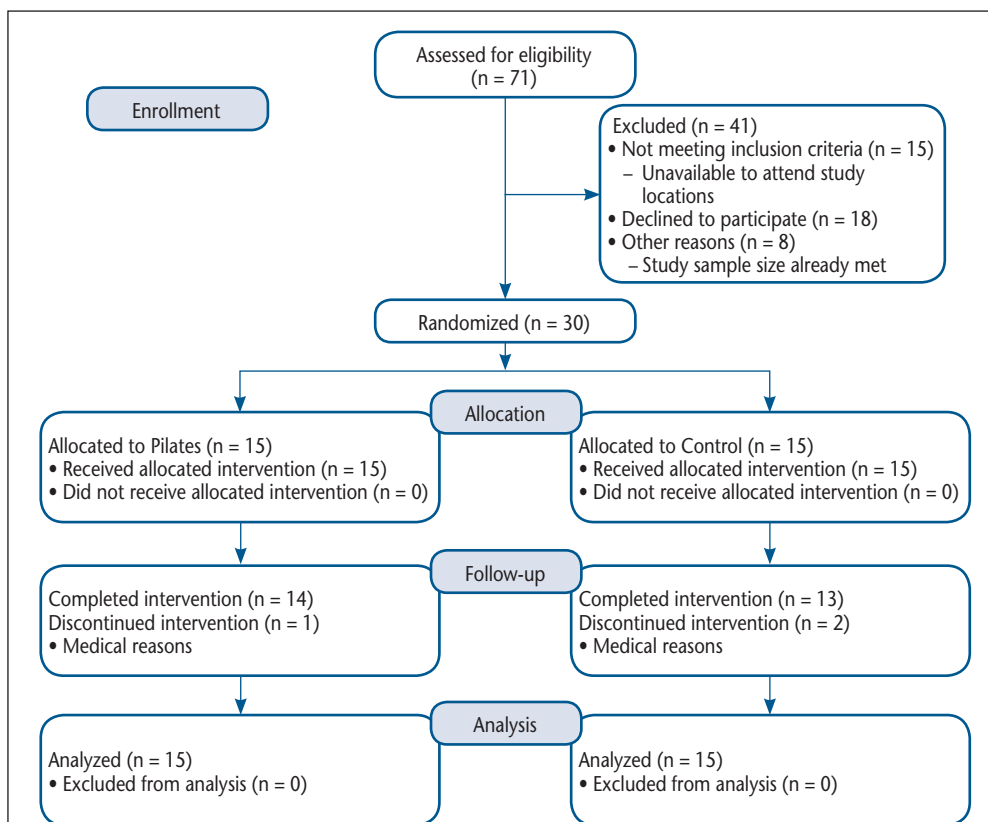 Assessed for eligibility
(n = 71)
Enrollment
Excluded (n = 41)
• Not meeting inclusion criteria (n = 15)
– Unavailable to attend study
locations
• Declined to participate (n = 18)
• Other reasons (n = 8)
– Study sample size already met
Randomized (n = 30)
Allocation
Allocated to Pilates (n = 15)
• Received allocated intervention (n = 15)
• Did not receive allocated intervention (n = 0)
Allocated to Control (n = 15)
• Received allocated intervention (n = 15)
• Did not receive allocated intervention (n = 0)
Follow-up
Completed intervention (n = 14)
Discontinued intervention (n = 1)
• Medical reasons
Completed intervention (n = 13)
Discontinued intervention (n = 2)
• Medical reasons
Analysis
Analyzed (n = 15)
• Excluded from analysis (n = 0)
Analyzed (n = 15)
• Excluded from analysis (n = 0)